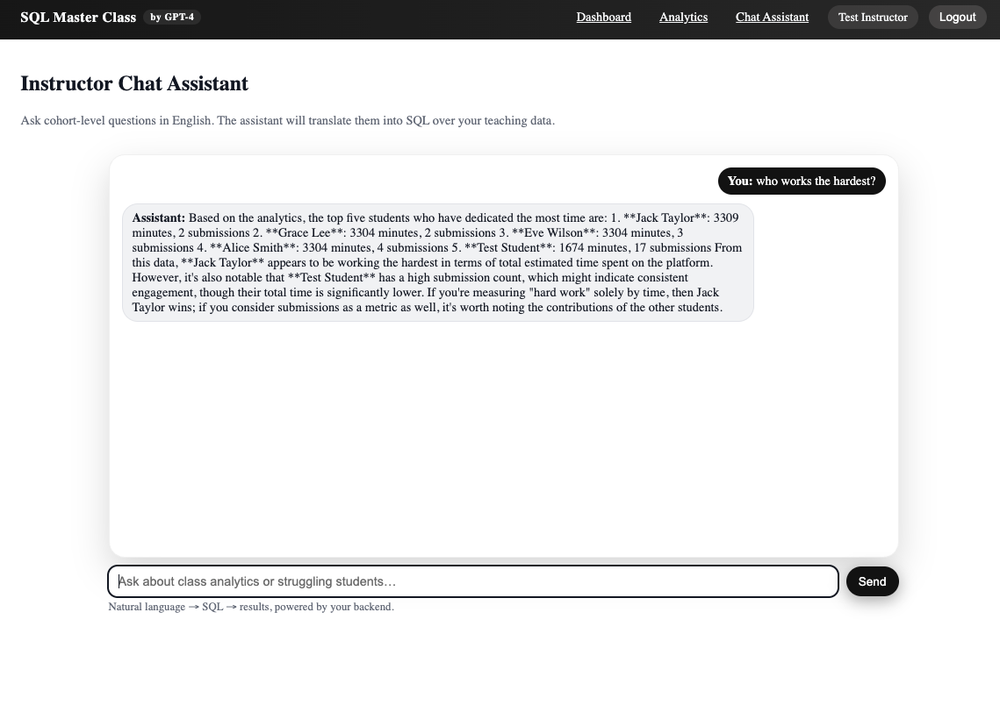 SQL Master Class by GPT-4 Dashboard Analytics Chat Assistant Test Instructor Logout
Instructor Chat Assistant
Ask cohort-level questions in English. The assistant will translate them into SQL over your teaching data.
You: who works the hardest?
Assistant: Based on the analytics, the top five students who have dedicated the most time are: 1. **Jack Taylor**: 3309
minutes, 2 submissions 2. **Grace Lee**: 3304 minutes, 2 submissions 3. **Eve Wilson**: 3304 minutes, 3
submissions 4. **Alice Smith**: 3304 minutes, 4 submissions 5. **Test Student**: 1674 minutes, 17 submissions From
this data, **Jack Taylor** appears to be working the hardest in terms of total estimated time spent on the platform.
However, it's also notable that **Test Student** has a high submission count, which might indicate consistent
engagement, though their total time is significantly lower. If you're measuring "hard work" solely by time, then Jack
Taylor wins; if you consider submissions as a metric as well, it's worth noting the contributions of the other students.
Ask about class analytics or struggling students…
Send
Natural language → SQL → results, powered by your backend.